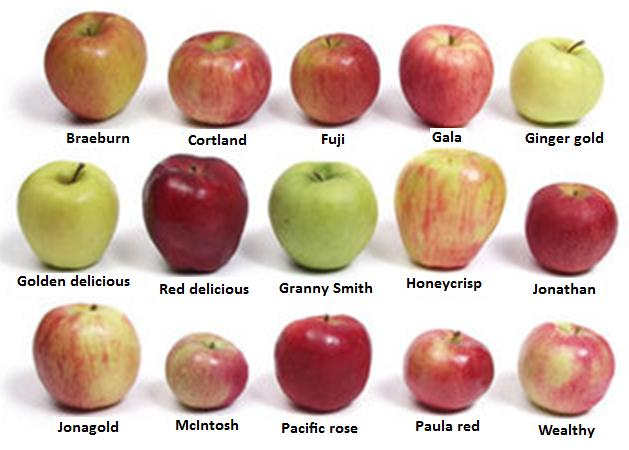 Braeburn
Cortland
Fuji
Gala
Ginger gold
Golden delicious
Red delicious
Granny Smith
Honeycrisp
Jonathan
Jonagold
McIntosh
Pacific rose
Paula red
Wealthy